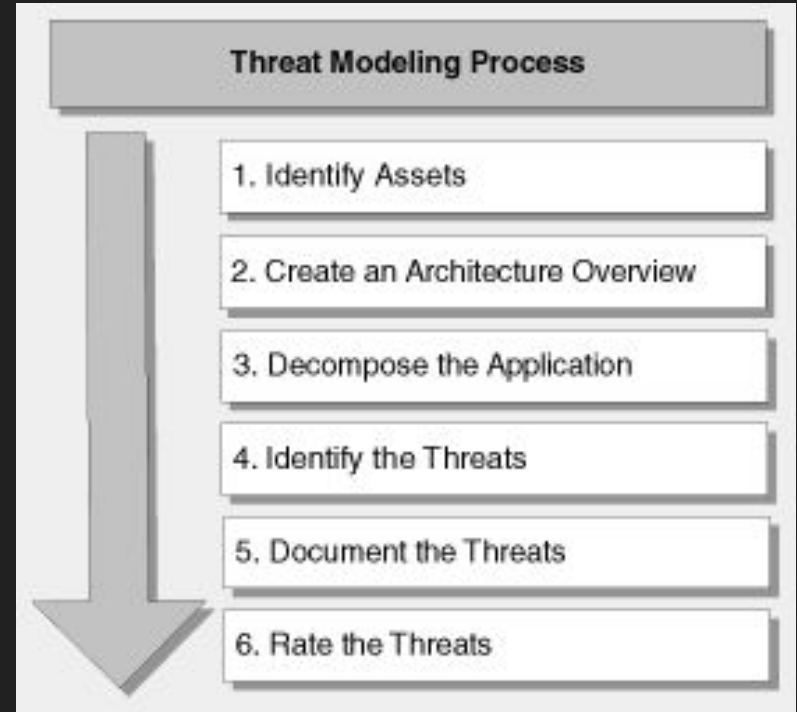 Threat Modeling Process
1. Identify Assets
2. Create an Architecture Overview
3. Decompose the Application
4. Identify the Threats
5. Document the Threats
6. Rate the Threats